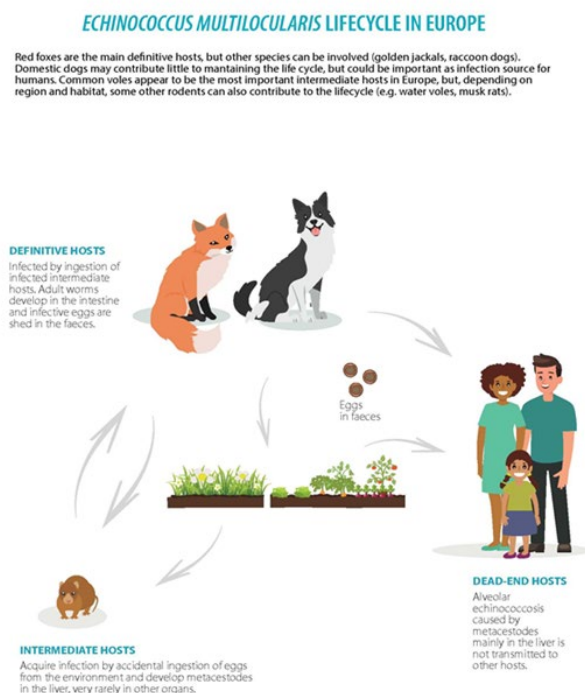 ECHINOCOCCUS MULTILOCULARIS LIFECYCLE IN EUROPE
Red foxes are the main definitive hosts, but other species can be involved (golden jackals, raccoon dogs).
Domestic dogs may contribute little to mantaining the life cycle, but could be important as infection source for
humans. Common voles appear to be the most important intermediate hosts in Europe, but, depending on
region and habitat, some other rodents can also contribute to the lifecycle (e.g. water voles, musk rats).
DEFINITIVE HOSTS
Infected by ingestion of
infected intermediate
hosts. Adult worms
develop in the intestine
and infective eggs are
shed in the faeces.
Eggs
in faeces
DEAD-END HOSTS
Alveolar
echinococcosis
caused by
metacestodes
mainly in the liver is
not transmitted to
other hosts.
INTERMEDIATE HOSTS
Acquire infection by accidental ingestion of eggs
from the environment and develop metacestodes
in the liver, very rarely in other organs.